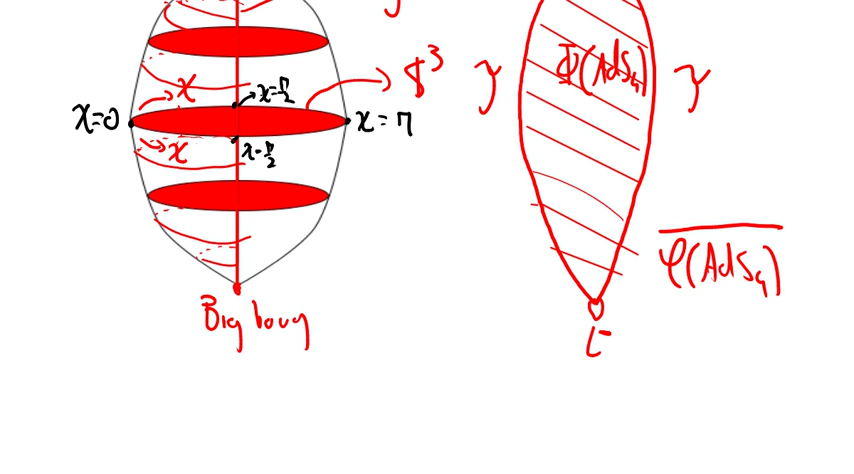 χ
χ=π/2
S³
Φ(AdS₄)
χ=0
χ = π
χ
χ=π/2
φ(AdS₄)
Big bang
i⁻